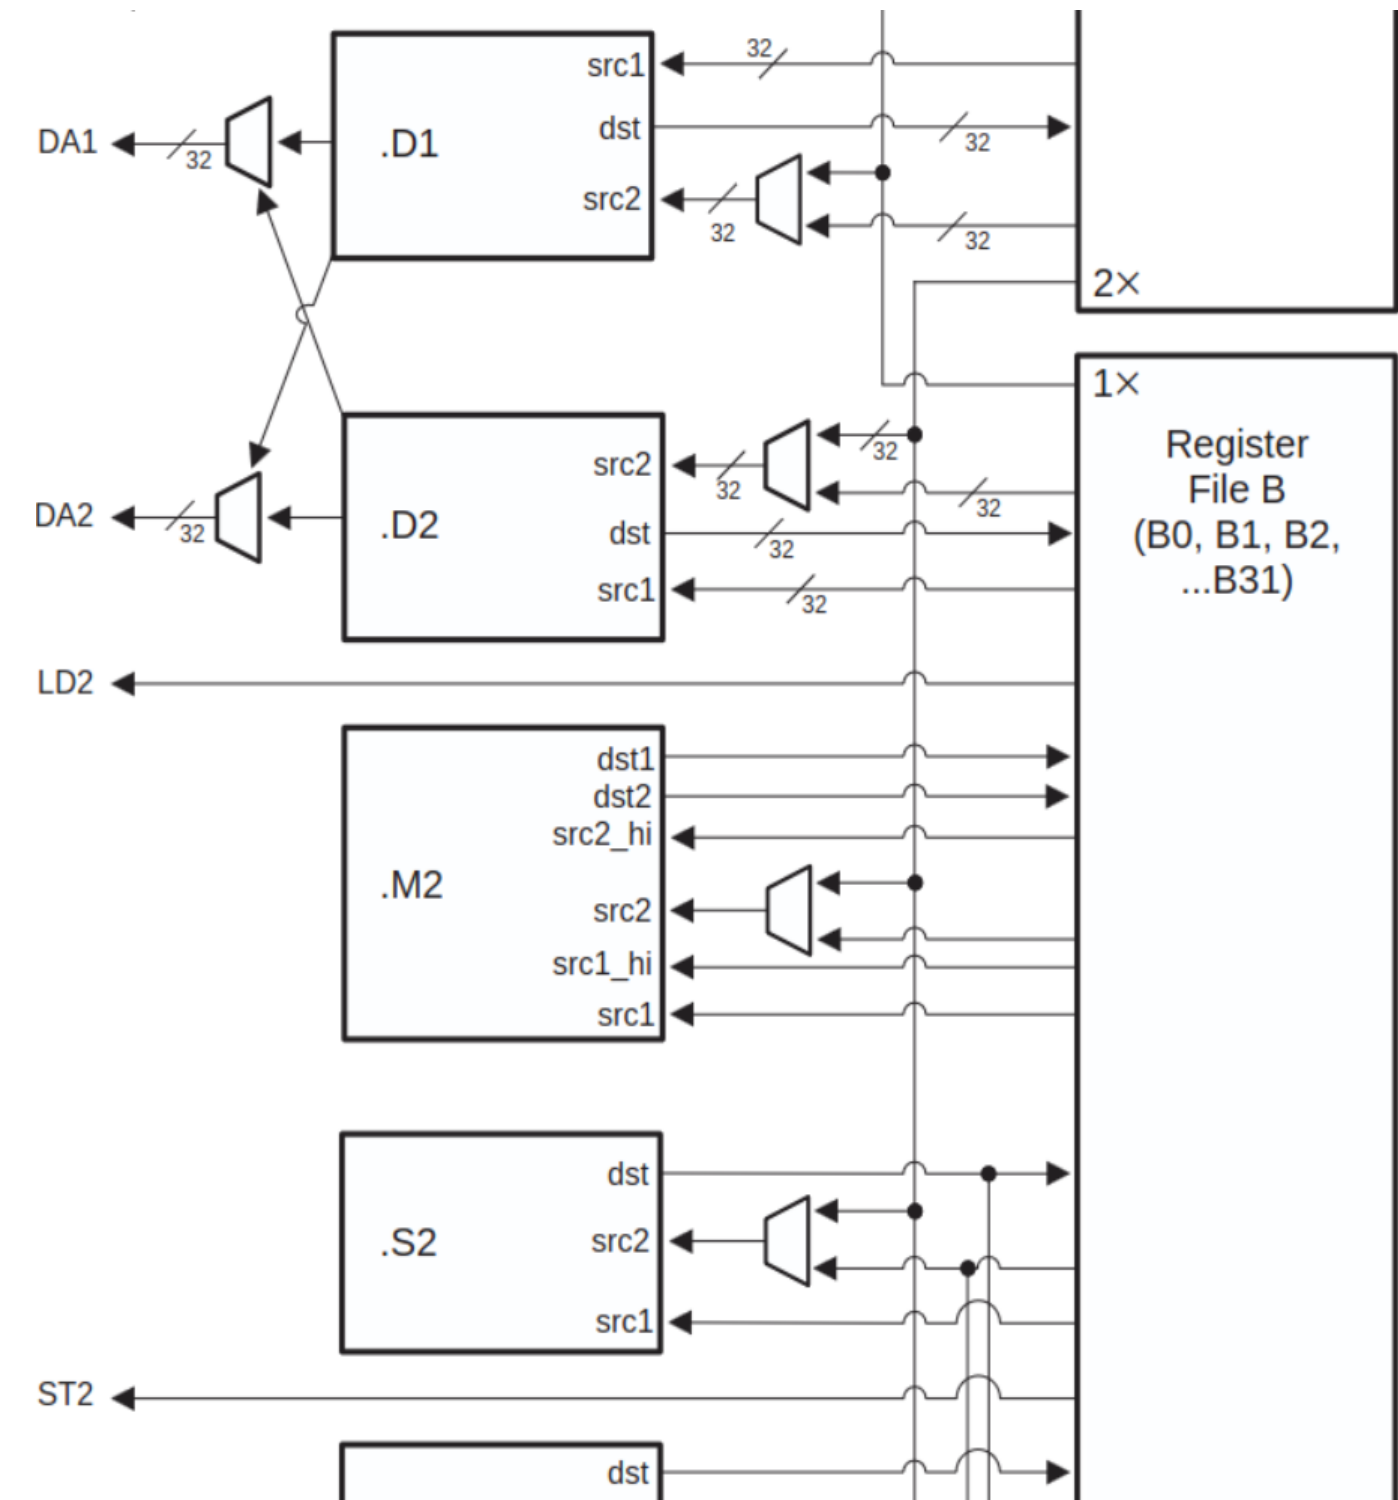 src1
32
DA1
32
.D1
dst
32
src2
32
32
2×
1×
Register
File B
(B0, B1, B2,
...B31)
src2
32
32
32
DA2
32
.D2
dst
32
src1
32
LD2
dst1
dst2
src2_hi
.M2
src2
src1_hi
src1
dst
.S2
src2
src1
ST2
dst